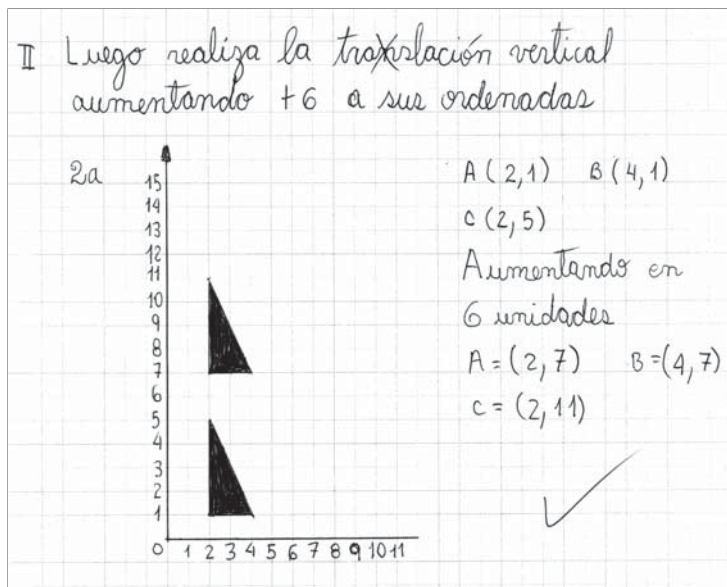 II Luego realiza la traxslación vertical
aumentando +6 a sus ordenadas
2a
A(2,1) B(4,1)
C(2,5)
Aumentando en
6 unidades
A=(2,7) B=(4,7)
C=(2,11)
15
14
13
12
11
10
9
8
7
6
5
4
3
2
1
0 1 2 3 4 5 6 7 8 9 10 11